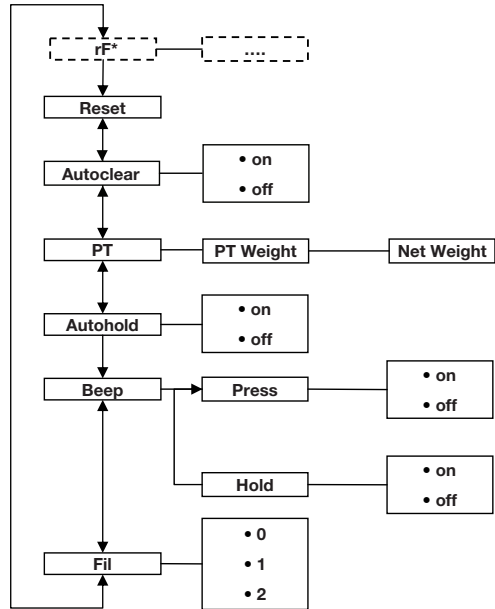 rF* ....
Reset
• on
Autoclear
• off
PT PT Weight Net Weight
• on
Autohold
• off
Beep Press
• on
• off
Hold
• on
• off
Fil
• 0
• 1
• 2